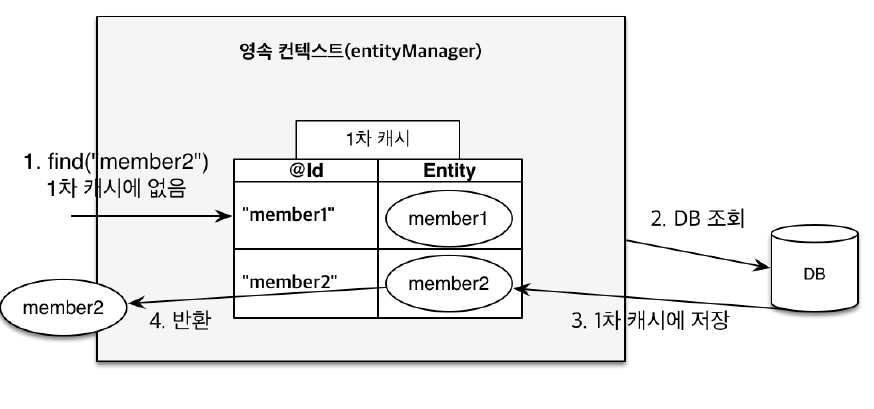 영속 컨텍스트(entityManager)
1차 캐시
1. find("member2")
1차 캐시에 없음
@Id
Entity
"member1"
member1
2. DB 조회
DB
"member2"
member2
3. 1차 캐시에 저장
4. 반환
member2